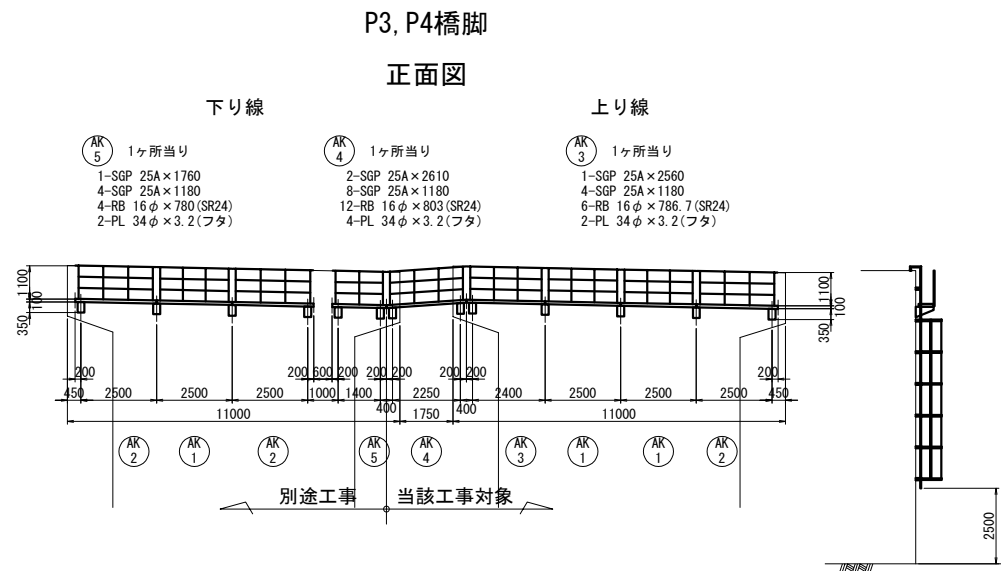 P3,P4橋脚
正面図
下り線
上り線
AK
5
1ヶ所当り
1-SGP 25A×1760
4-SGP 25A×1180
4-RB 16φ×780(SR24)
2-PL 34φ×3.2(フタ)
AK
4
1ヶ所当り
2-SGP 25A×2610
8-SGP 25A×1180
12-RB 16φ×803(SR24)
4-PL 34φ×3.2(フタ)
AK
3
1ヶ所当り
1-SGP 25A×2560
4-SGP 25A×1180
6-RB 16φ×786.7(SR24)
2-PL 34φ×3.2(フタ)
1100
100
350
1100
100
350
200 200 600 200 200 200 200 200 200
450 2500 2500 2500 1000 1400 400 2250 400 2400 2500 2500 450
11000 1750 11000
AK
2
AK
1
AK
2
AK
5
AK
4
AK
3
AK
1
AK
1
AK
2
別途工事 当該工事対象
2500